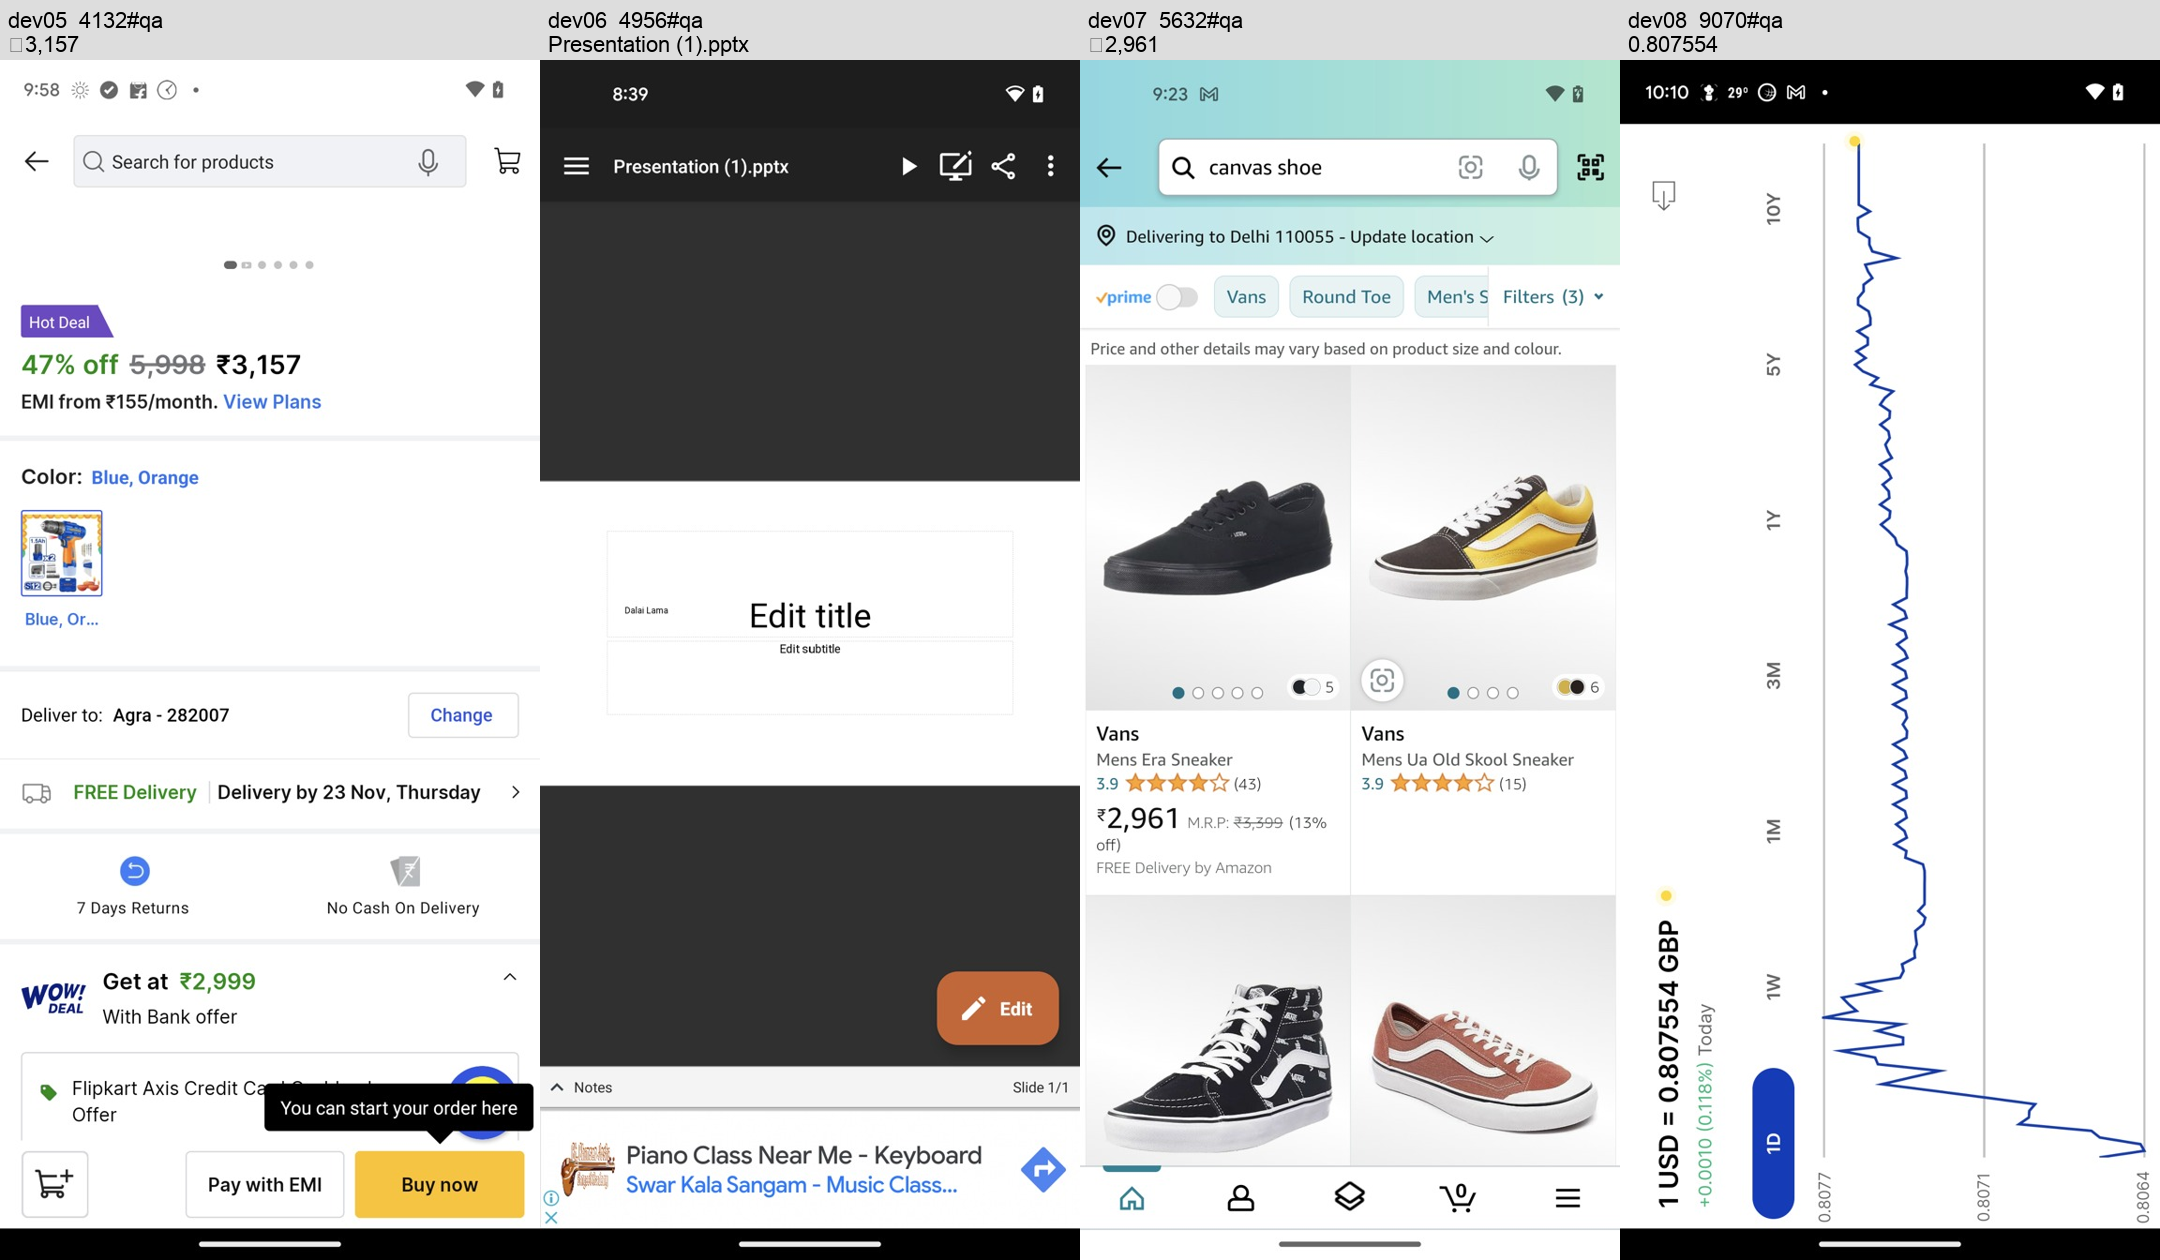 dev05 4132#qa
□3,157
9:58
Search for products
Hot Deal
47% off 5,998 ₹3,157
EMI from ₹155/month. View Plans
Color: Blue, Orange
Blue, Or...
Deliver to: Agra - 282007
Change
FREE Delivery
Delivery by 23 Nov, Thursday
7 Days Returns
No Cash On Delivery
WOW! DEAL
Get at ₹2,999
With Bank offer
Flipkart Axis Credit
Offer
You can start your order here
Pay with EMI
Buy now
dev06 4956#qa
Presentation (1).pptx
8:39
Presentation (1).pptx
Dalai Lama
Edit title
Edit subtitle
Edit
Notes
Slide 1/1
Piano Class Near Me - Keyboard
Swar Kala Sangam - Music Class...
dev07 5632#qa
□2,961
9:23
canvas shoe
Delivering to Delhi 110055 - Update location
prime
Vans
Round Toe
Men's S
Filters (3)
Price and other details may vary based on product size and colour.
5
6
Vans
Mens Era Sneaker
3.9 (43)
₹2,961 M.R.P: ₹3,399 (13%
off)
FREE Delivery by Amazon
Vans
Mens Ua Old Skool Sneaker
3.9 (15)
0
dev08 9070#qa
0.807554
10:10 29°
1 USD = 0.807554 GBP
+0.0010 (0.118%) Today
1D
1W
1M
3M
1Y
5Y
10Y
0.8077
0.8071
0.8064